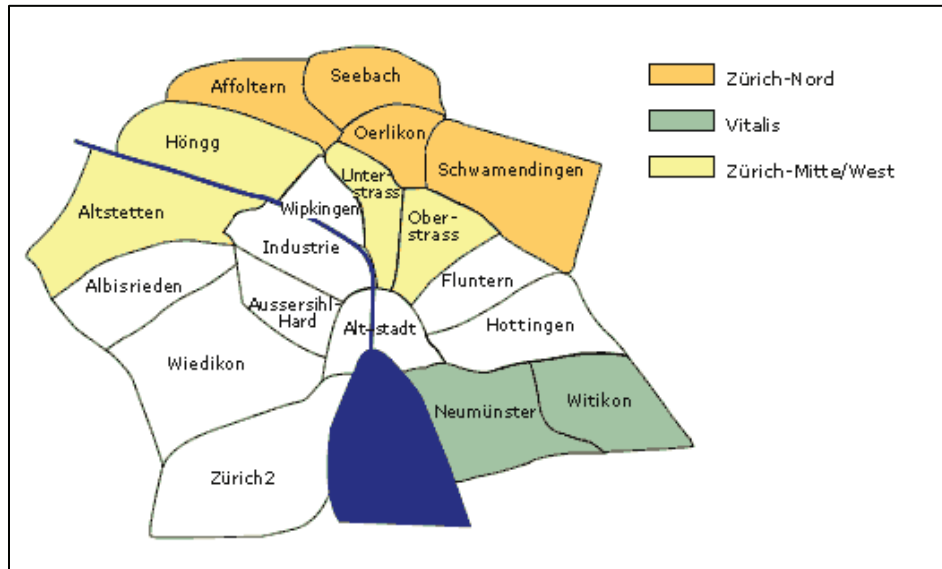 Seebach
Affoltern
Oerlikon
Höngg
Schwamendingen
Unter-
strass
Altstetten
Wipkingen
Ober-
strass
Industrie
Fluntern
Albisrieden
Aussersihl-
Hard
Alt-stadt
Hottingen
Wiedikon
Neumünster
Witikon
Zürich2
Zürich-Nord
Vitalis
Zürich-Mitte/West